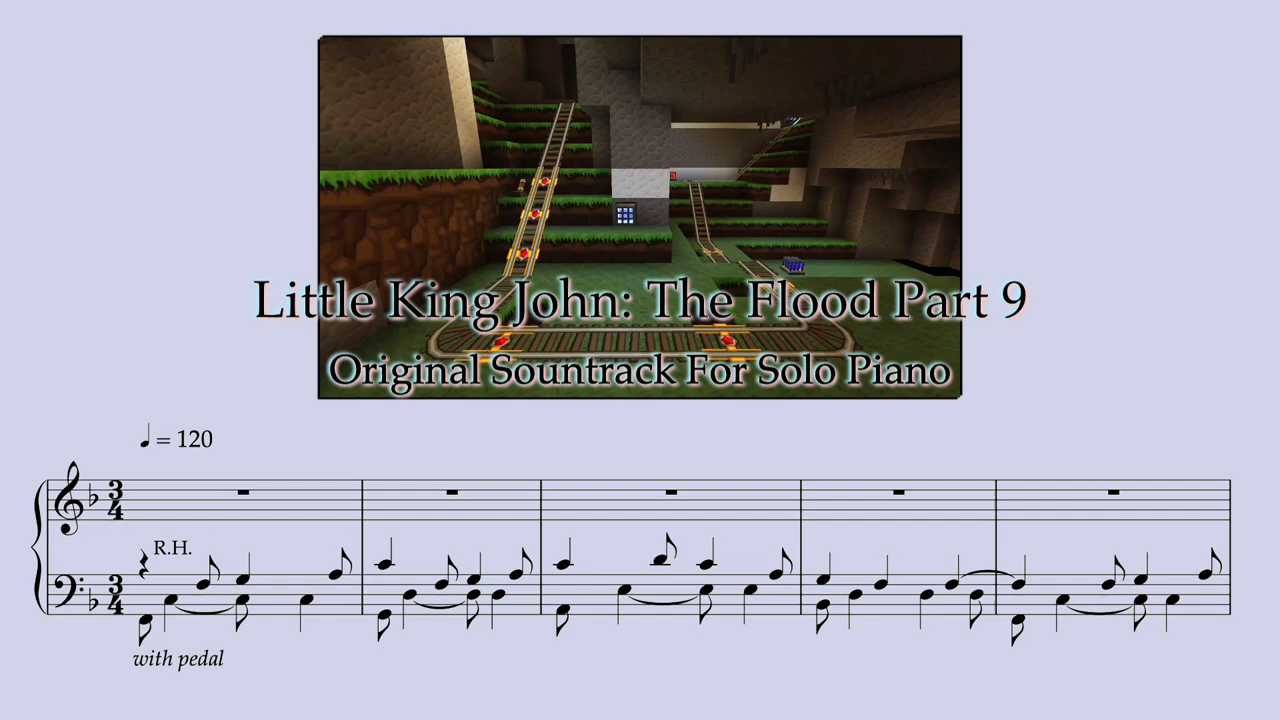 Little King John: The Flood Part 9
Original Sountrack For Solo Piano
♩ = 120
3 4
R.H.
3 4
with pedal